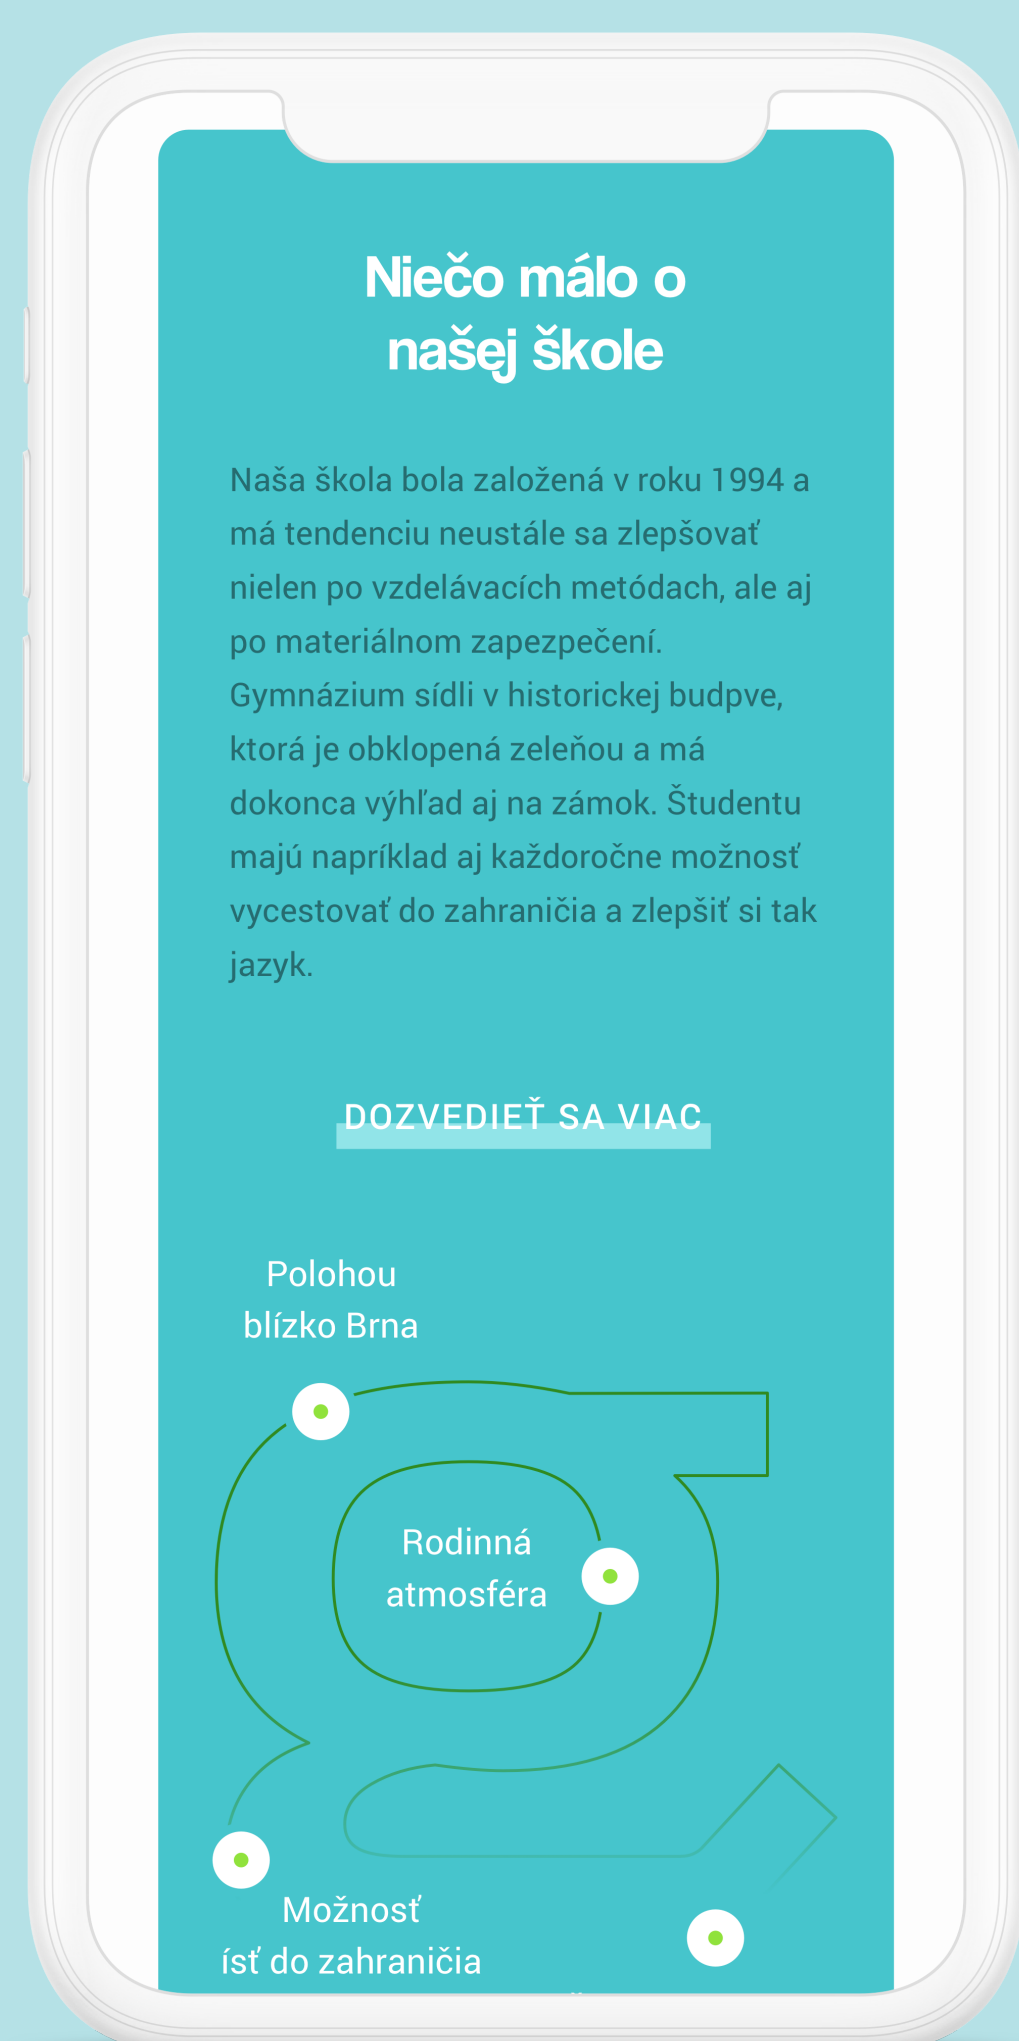 Niečo málo o
našej škole
Naša škola bola založená v roku 1994 a
má tendenciu neustále sa zlepšovať
nielen po vzdelávacích metódach, ale aj
po materiálnom zapezpečení.
Gymnázium sídli v historickej budpve,
ktorá je obklopená zeleňou a má
dokonca výhľad aj na zámok. Študentu
majú napríklad aj každoročne možnosť
vycestovať do zahraničia a zlepšiť si tak
jazyk.
DOZVEDIEŤ SA VIAC
Polohou
blízko Brna
Rodinná
atmosféra
Možnosť
ísť do zahraničia